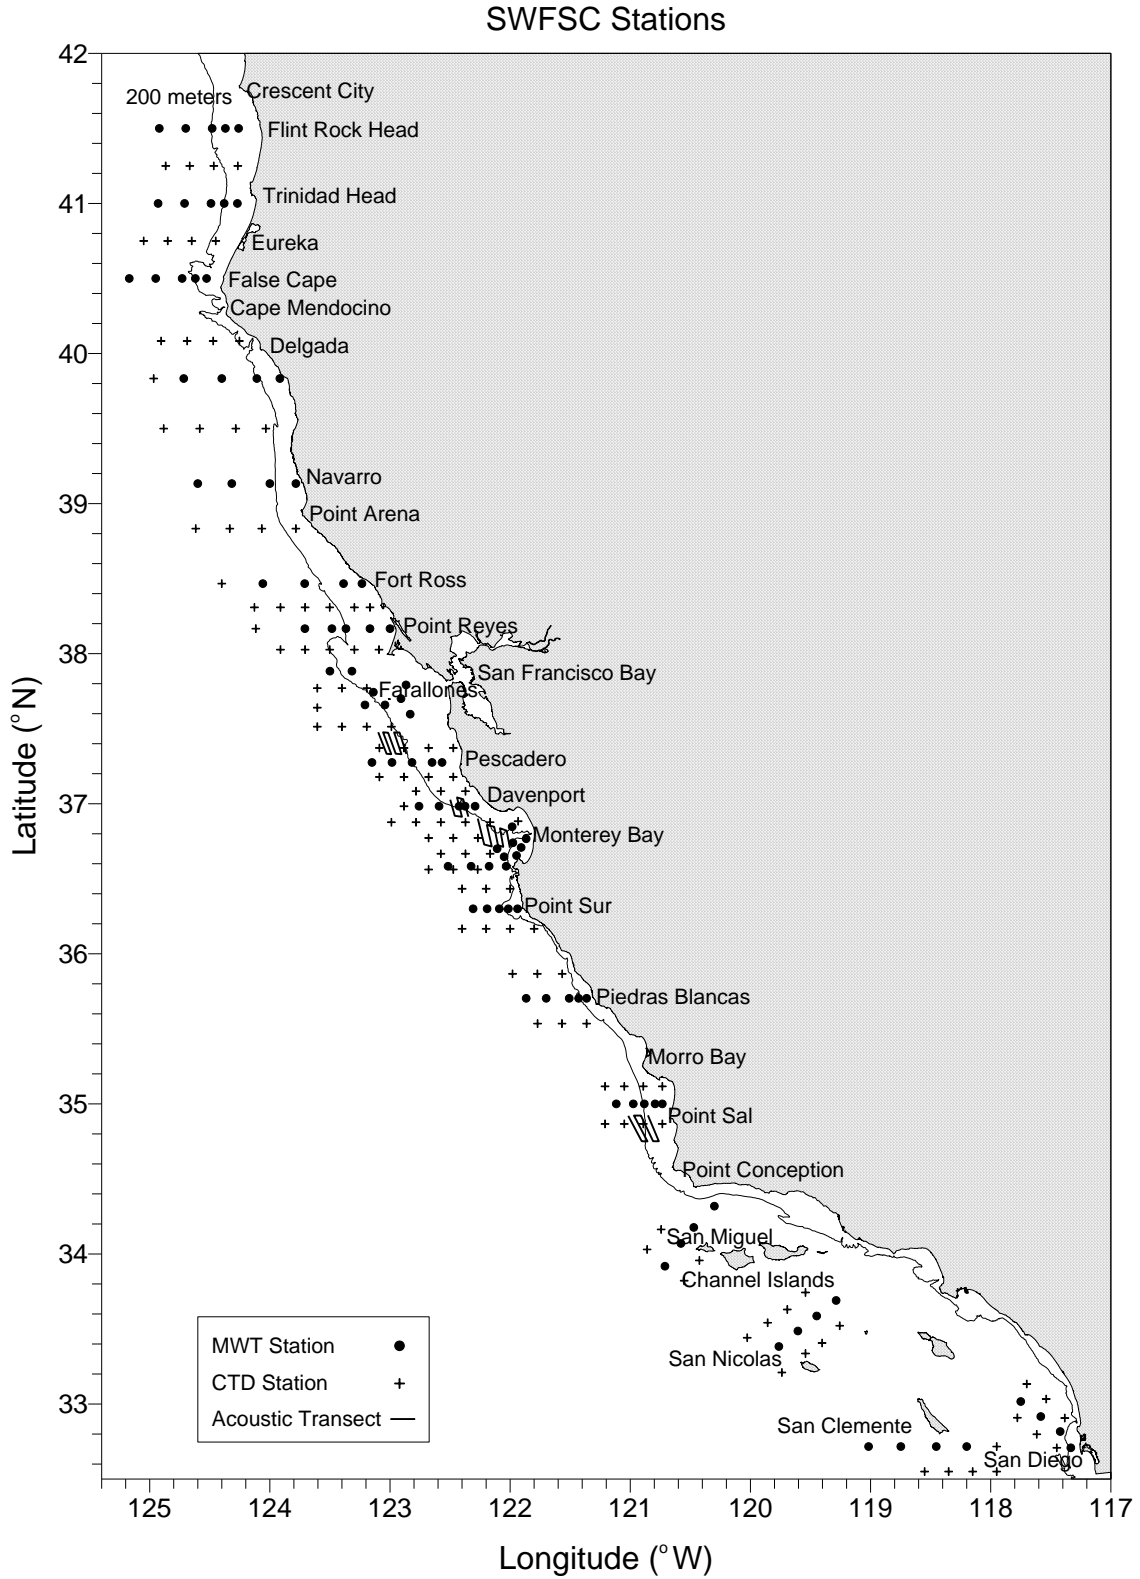 SWFSC Stations
42
Crescent City
200 meters
Flint Rock Head
Trinidad Head
41
Eureka
False Cape
Cape Mendocino
Delgada
40
Navarro
39
Point Arena
Fort Ross
Point Reyes
38
San Francisco Bay
Farallones
Pescadero
37
Davenport
Monterey Bay
Point Sur
36
Piedras Blancas
Morro Bay
35
Point Sal
Point Conception
San Miguel
34
Channel Islands
San Nicolas
33
San Clemente
San Diego
MWT Station
CTD Station
Acoustic Transect
Latitude (°N)
125 124 123 122 121 120 119 118 117
Longitude (°W)